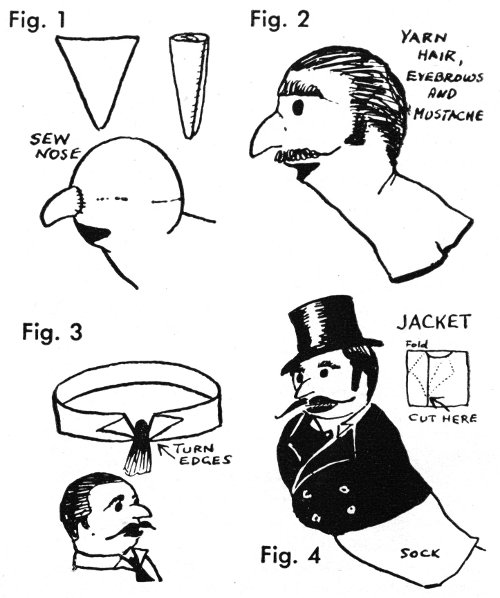 Fig. 1
SEW
NOSE
Fig. 2
YARN
HAIR,
EYEBROWS
AND
MUSTACHE
Fig. 3
TURN
EDGES
JACKET
Fold
CUT HERE
SOCK
Fig. 4